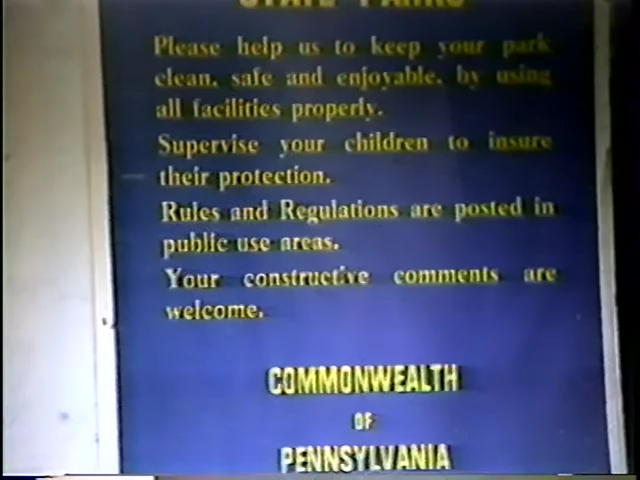 STATE PARKS
Please help us to keep your park
clean, safe and enjoyable, by using
all facilities properly.
Supervise your children to insure
their protection.
Rules and Regulations are posted in
public use areas.
Your constructive comments are
welcome.
COMMONWEALTH
OF
PENNSYLVANIA